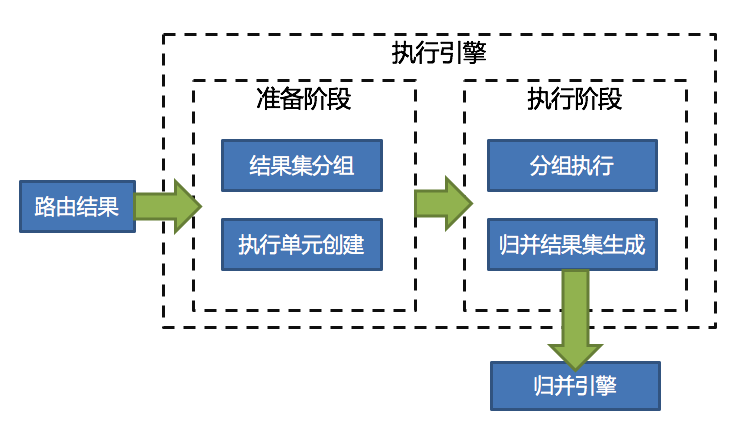 执行引擎
准备阶段
执行阶段
结果集分组
分组执行
路由结果
执行单元创建
归并结果集生成
归并引擎